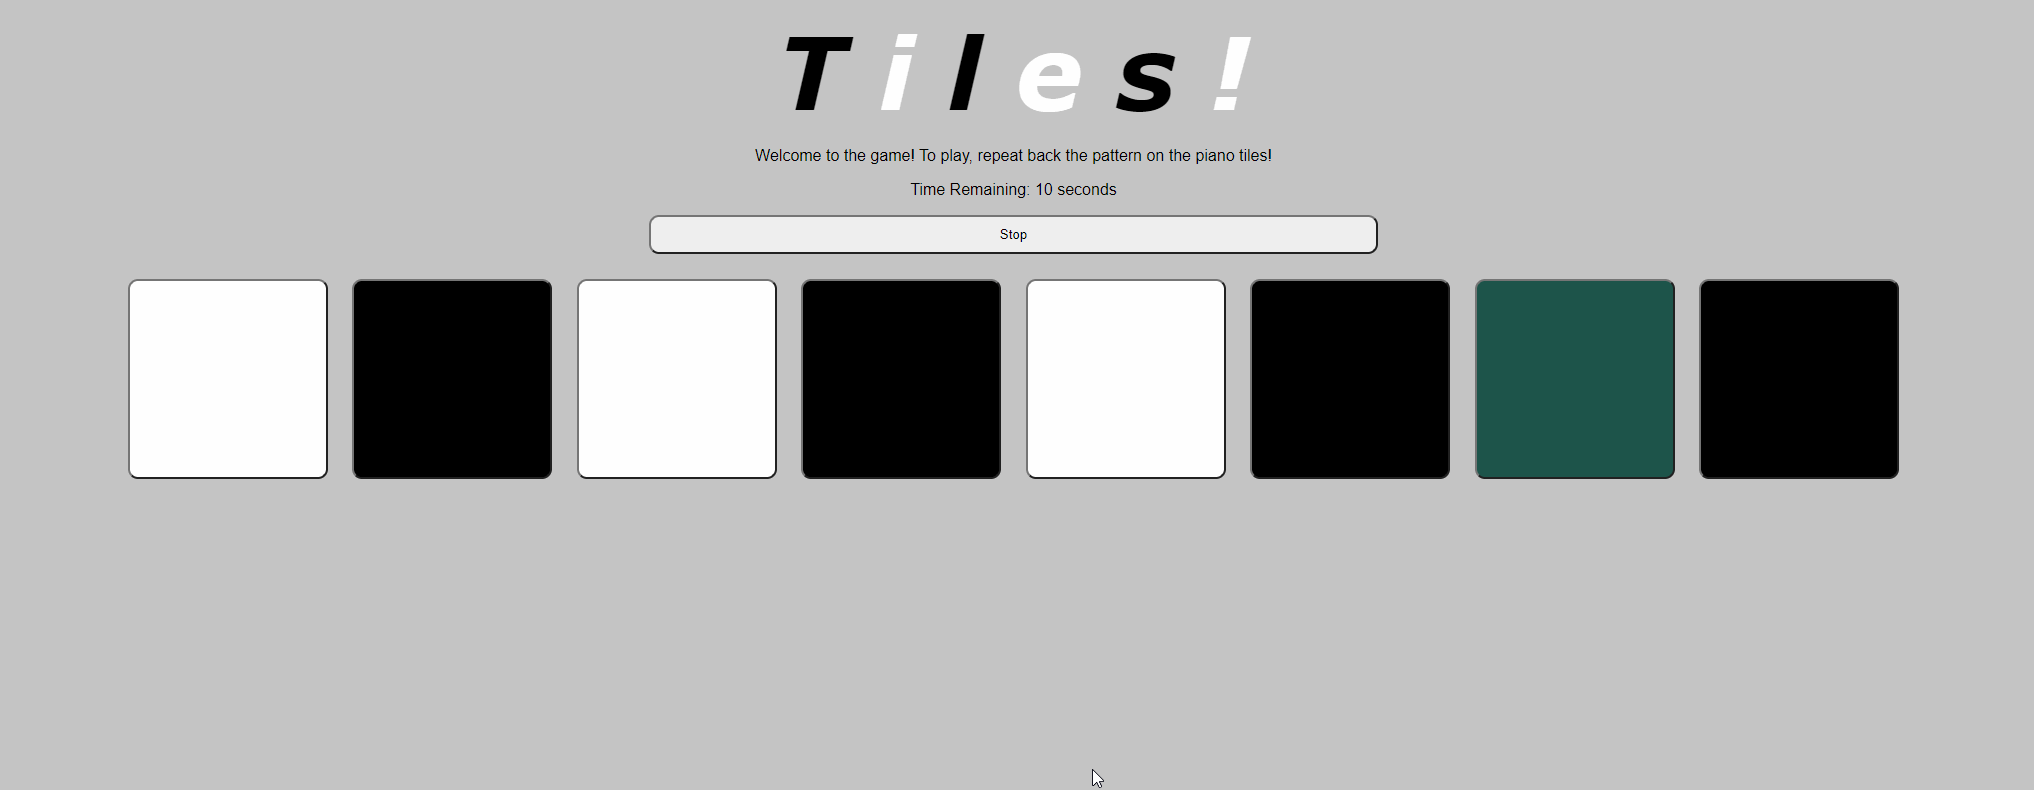 Tiles!
Welcome to the game! To play, repeat back the pattern on the piano tiles!
Time Remaining: 10 seconds
Stop